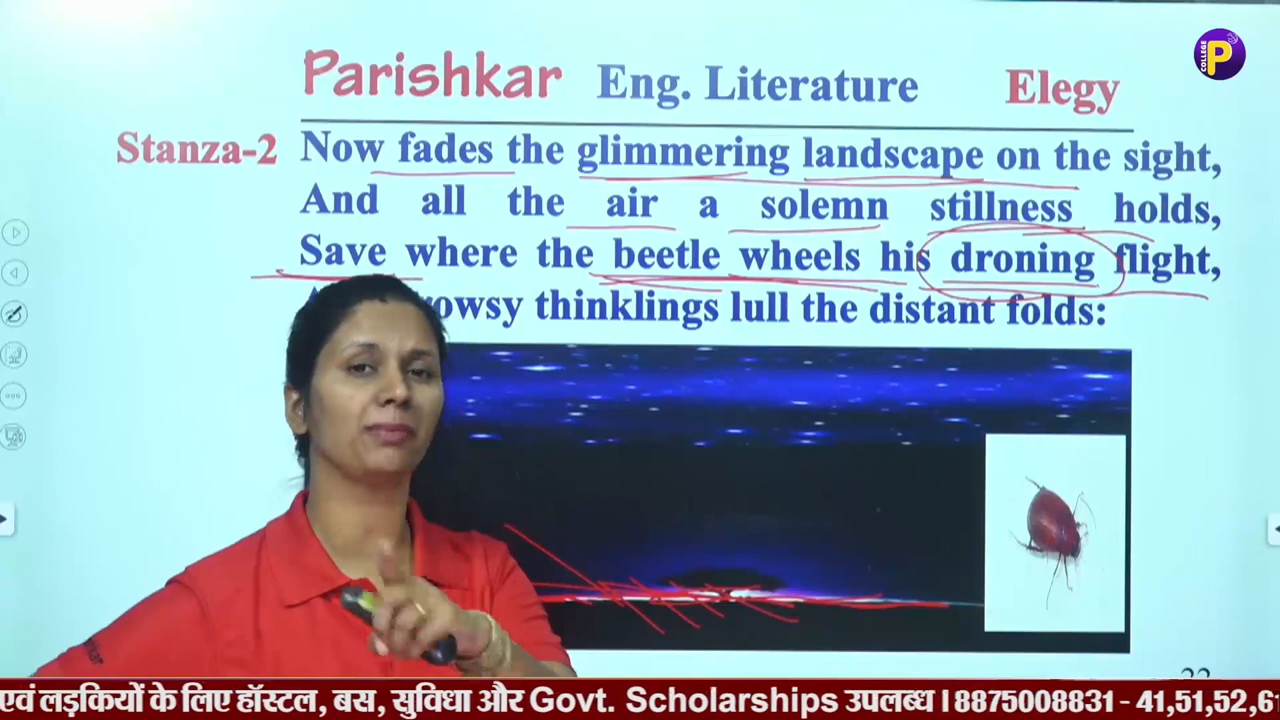 COLLEGE P
Parishkar Eng. Literature Elegy
Stanza-2 Now fades the glimmering landscape on the sight,
And all the air a solemn stillness holds,
Save where the beetle wheels his droning flight,
thinklings lull the distant folds:
एवं लड़कियों के लिए हॉस्टल, बस, सुविधा और Govt. Scholarships उपलब्ध । 8875008831 - 41,51,52,61